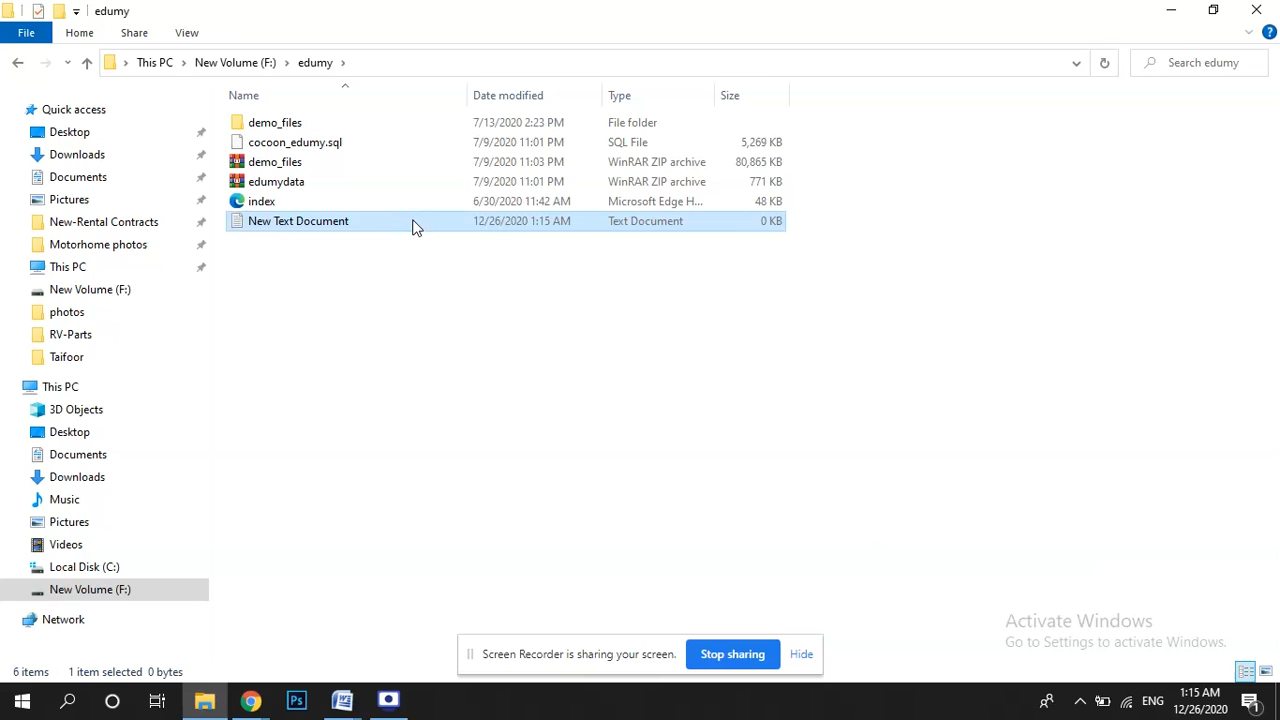 edumy
File Home Share View
This PC New Volume (F:) edumy
Search edumy
Name Date modified Type Size
demo_files 7/13/2020 2:23 PM File folder
cocoon_edumy.sql 7/9/2020 11:01 PM SQL File 5,269 KB
demo_files 7/9/2020 11:03 PM WinRAR ZIP archive 80,865 KB
edumydata 7/9/2020 11:01 PM WinRAR ZIP archive 771 KB
index 6/30/2020 11:42 AM Microsoft Edge H... 48 KB
New Text Document 12/26/2020 1:15 AM Text Document 0 KB
Quick access
Desktop
Downloads
Documents
Pictures
New-Rental Contracts
Motorhome photos
This PC
New Volume (F:)
photos
RV-Parts
Taifoor
This PC
3D Objects
Desktop
Documents
Downloads
Music
Pictures
Videos
Local Disk (C:)
New Volume (F:)
Network
Activate Windows
Go to Settings to activate Windows.
Screen Recorder is sharing your screen. Stop sharing Hide
6 items 1 item selected 0 bytes
Ps W ENG 1:15 AM
12/26/2020 1